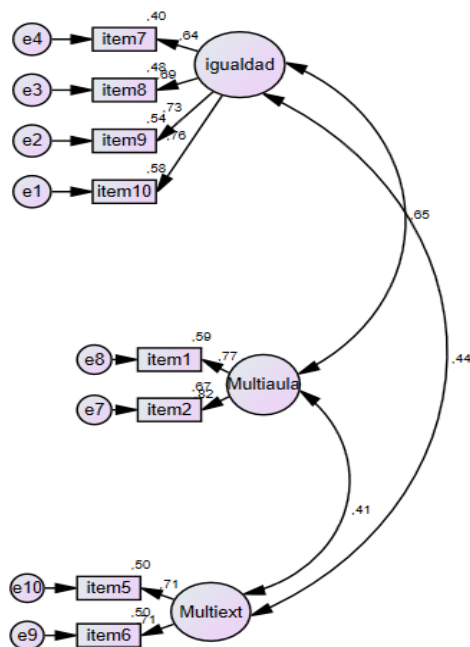 ,40
e4 item7 ,64
igualdad
,48
e3 item8 ,69
,73
,54
e2 item9 ,76
,58
e1 item10
,65
,59
e8 item1 ,77
,44
Multiaula
,67
e7 item2 ,82
,41
,50
e10 item5 ,71
Multiext
,50
e9 item6 ,71